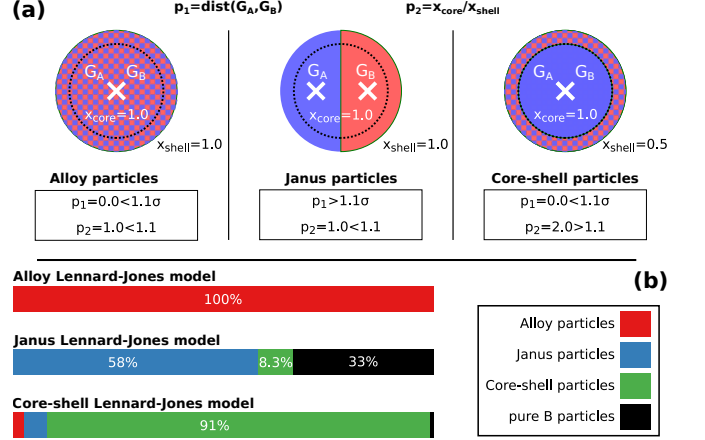 (a)
p1=dist(GA,GB)
p2=xcore/xshell
GA GB
xcore=1.0
xshell=1.0
GA GB
xcore=1.0
xshell=1.0
GA GB
xcore=1.0
xshell=0.5
Alloy particles
p1=0.0<1.1σ
p2=1.0<1.1
Janus particles
p1>1.1σ
p2=1.0<1.1
Core-shell particles
p1=0.0<1.1σ
p2=2.0>1.1
(b)
Alloy Lennard-Jones model
100%
Janus Lennard-Jones model
58% 8.3% 33%
Core-shell Lennard-Jones model
91%
Alloy particles
Janus particles
Core-shell particles
pure B particles